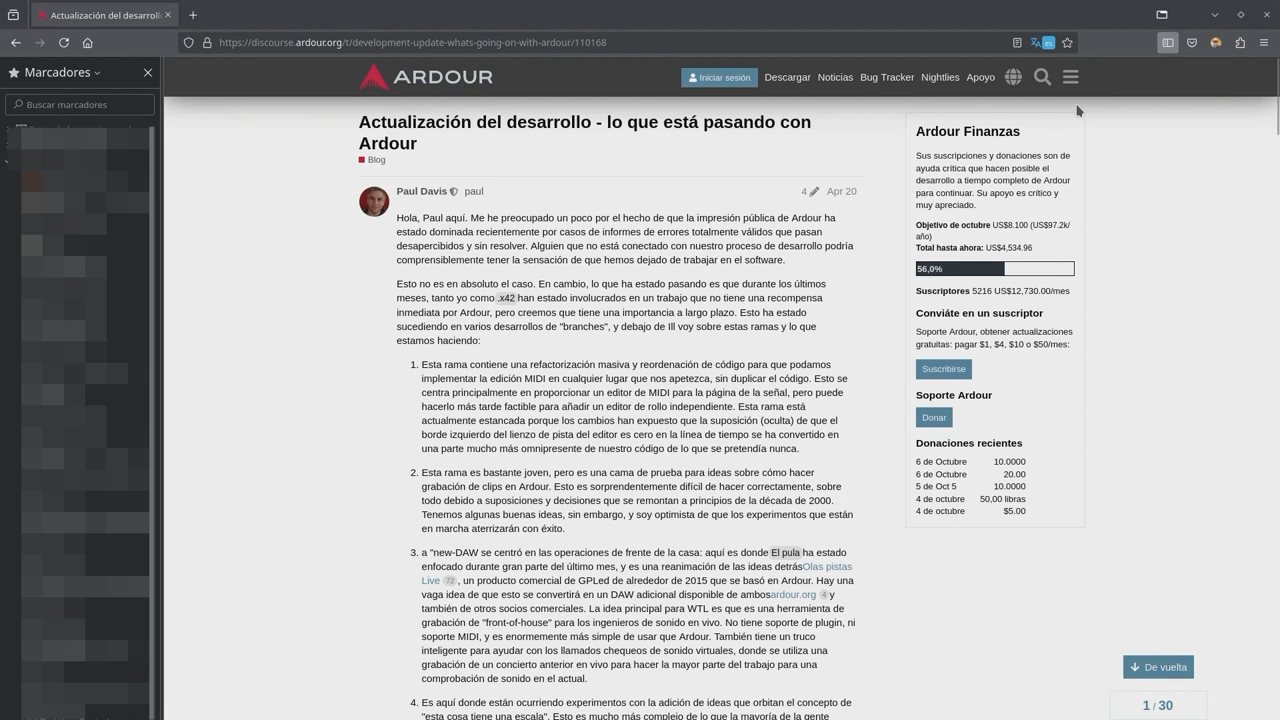 Actualización del desarroll
https://discourse.ardour.org/t/development-update-whats-going-on-with-ardour/110168
es
Marcadores
Buscar marcadores
ARDOUR
Iniciar sesión
Descargar
Noticias
Bug Tracker
Nightlies
Apoyo
Actualización del desarrollo - lo que está pasando con
Ardour
Blog
Paul Davis paul
4 Apr 20
Hola, Paul aquí. Me he preocupado un poco por el hecho de que la impresión pública de Ardour ha
estado dominada recientemente por casos de informes de errores totalmente válidos que pasan
desapercibidos y sin resolver. Alguien que no está conectado con nuestro proceso de desarrollo podría
comprensiblemente tener la sensación de que hemos dejado de trabajar en el software.
Esto no es en absoluto el caso. En cambio, lo que ha estado pasando es que durante los últimos
meses, tanto yo como .x42 han estado involucrados en un trabajo que no tiene una recompensa
inmediata por Ardour, pero creemos que tiene una importancia a largo plazo. Esto ha estado
sucediendo en varios desarrollos de "branches", y debajo de Ill voy sobre estas ramas y lo que
estamos haciendo:
1. Esta rama contiene una refactorización masiva y reordenación de código para que podamos
implementar la edición MIDI en cualquier lugar que nos apetezca, sin duplicar el código. Esto se
centra principalmente en proporcionar un editor de MIDI para la página de la señal, pero puede
hacerlo más tarde factible para añadir un editor de rollo independiente. Esta rama está
actualmente estancada porque los cambios han expuesto que la suposición (oculta) de que el
borde izquierdo del lienzo de pista del editor es cero en la línea de tiempo se ha convertido en
una parte mucho más omnipresente de nuestro código de lo que se pretendía nunca.
2. Esta rama es bastante joven, pero es una cama de prueba para ideas sobre cómo hacer
grabación de clips en Ardour. Esto es sorprendentemente difícil de hacer correctamente, sobre
todo debido a suposiciones y decisiones que se remontan a principios de la década de 2000.
Tenemos algunas buenas ideas, sin embargo, y soy optimista de que los experimentos que están
en marcha aterrizarán con éxito.
3. a "new-DAW se centró en las operaciones de frente de la casa: aquí es donde El pula ha estado
enfocado durante gran parte del último mes, y es una reanimación de las ideas detrásOlas pistas
Live 72 , un producto comercial de GPLed de alrededor de 2015 que se basó en Ardour. Hay una
vaga idea de que esto se convertirá en un DAW adicional disponible de ambosardour.org 4 y
también de otros socios comerciales. La idea principal para WTL es que es una herramienta de
grabación de "front-of-house" para los ingenieros de sonido en vivo. No tiene soporte de plugin, ni
soporte MIDI, y es enormemente más simple de usar que Ardour. También tiene un truco
inteligente para ayudar con los llamados chequeos de sonido virtuales, donde se utiliza una
grabación de un concierto anterior en vivo para hacer la mayor parte del trabajo para una
comprobación de sonido en el actual.
4. Es aquí donde están ocurriendo experimentos con la adición de ideas que orbitan el concepto de
"esta cosa tiene una escala". Esto es mucho más complejo de lo que la mayoría de la gente
Ardour Finanzas
Sus suscripciones y donaciones son de
ayuda crítica que hacen posible el
desarrollo a tiempo completo de Ardour
para continuar. Su apoyo es crítico y
muy apreciado.
Objetivo de octubre US$8.100 (US$97.2k/
año)
Total hasta ahora: US$4,534.96
56,0%
Suscriptores 5216 US$12,730.00/mes
Conviáte en un suscriptor
Soporte Ardour, obtener actualizaciones
gratuitas: pagar $1, $4, $10 o $50/mes:
Suscribirse
Soporte Ardour
Donar
Donaciones recientes
6 de Octubre 10.0000
6 de Octubre 20.00
5 de Oct 5 10.0000
4 de octubre 50,00 libras
4 de octubre $5.00
De vuelta
1 / 30